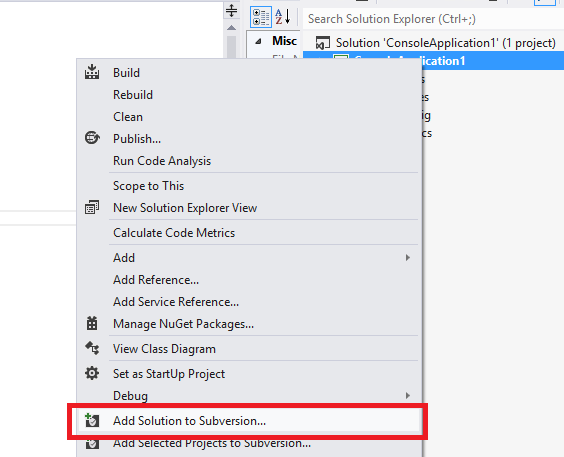 Search Solution Explorer (Ctrl+;)
Misc
Solution 'ConsoleApplication1' (1 project)
ConsoleApplication1
Build
Rebuild
Clean
Publish...
Run Code Analysis
Scope to This
New Solution Explorer View
Calculate Code Metrics
Add
Add Reference...
Add Service Reference...
Manage NuGet Packages...
View Class Diagram
Set as StartUp Project
Debug
Add Solution to Subversion...
Add Selected Projects to Subversion...